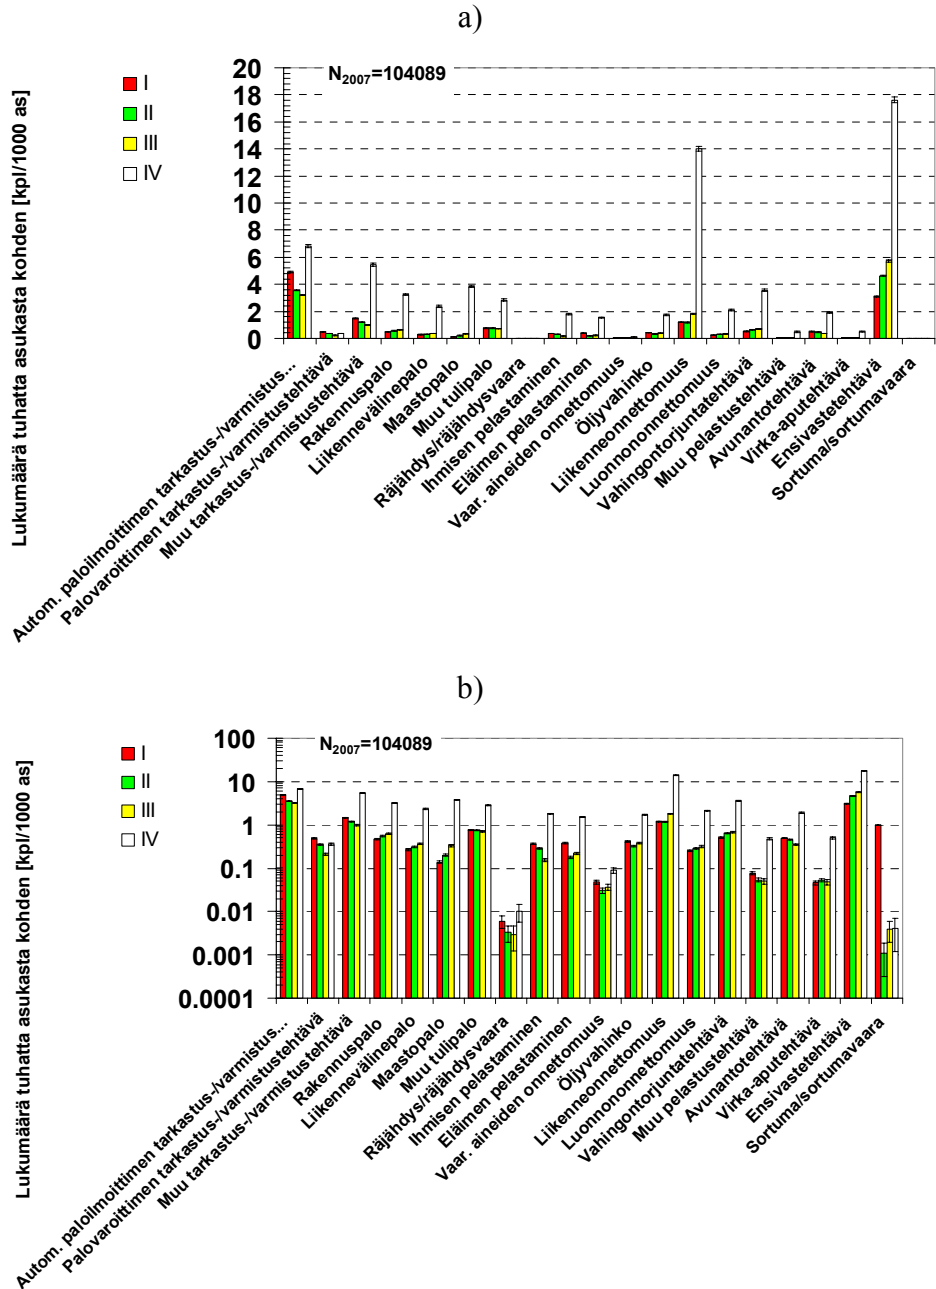 a)
N2007=104089
I
II
III
IV
Lukumäärä tuhatta asukasta kohden [kpl/1000 as]
20
18
16
14
12
10
8
6
4
2
0
Autom. paloilmoittimen tarkastus-/varmistus...
Palovaroittimen tarkastus-/varmistustehtävä
Muu tarkastus-/varmistustehtävä
Rakennuspalo
Liikennevälinepalo
Maastopalo
Muu tulipalo
Räjähdys/räjähdysvaara
Ihmisen pelastaminen
Eläimen pelastaminen
Vaar. aineiden onnettomuus
Öljyvahinko
Liikenneonnettomuus
Luonnononnettomuus
Vahingontorjuntatehtävä
Muu pelastustehtävä
Avunantotehtävä
Virka-aputehtävä
Ensivastetehtävä
Sortuma/sortumavaara
b)
N2007=104089
I
II
III
IV
Lukumäärä tuhatta asukasta kohden [kpl/1000 as]
100
10
1
0.1
0.01
0.001
0.0001
Autom. paloilmoittimen tarkastus-/varmistus...
Palovaroittimen tarkastus-/varmistustehtävä
Muu tarkastus-/varmistustehtävä
Rakennuspalo
Liikennevälinepalo
Maastopalo
Muu tulipalo
Räjähdys/räjähdysvaara
Ihmisen pelastaminen
Eläimen pelastaminen
Vaar. aineiden onnettomuus
Öljyvahinko
Liikenneonnettomuus
Luonnononnettomuus
Vahingontorjuntatehtävä
Muu pelastustehtävä
Avunantotehtävä
Virka-aputehtävä
Ensivastetehtävä
Sortuma/sortumavaara